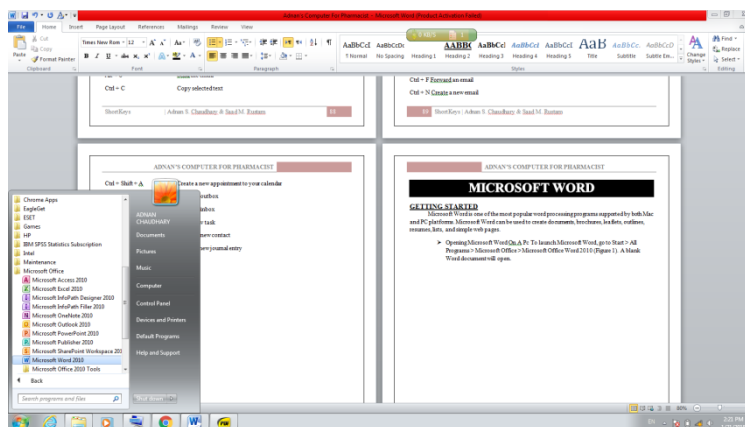 Adnan's Computer for Pharmacist - Microsoft Word (Product Activation Failed)
File Home Insert Page Layout References Mailings Review View
Cut
Copy
Format Painter
Paste
Clipboard
Times New Roman 12
Font
Paragraph
AaBbCcI AaBbCcDc AABBC AaBbCcI AaBbCcI AaBbCcI AaB AaBbCc. AaBbCcD
¶ Normal No Spacing Heading 1 Heading 2 Heading 3 Heading 4 Heading 5 Title Subtitle Subtle Em...
Styles
Change Styles
Find
Replace
Select
Editing
Ctrl + C Copy selected text
ShortKeys | Adnan S. Chaudhary & Saad M. Rustam
Ctrl + F Forward an email
Ctrl + N Create a new email
ShortKeys | Adnan S. Chaudhary & Saad M. Rustam
ADNAN'S COMPUTER FOR PHARMACIST
Ctrl + Shift + A Create a new appointment to your calendar
outbox
inbox
task
new contact
new journal entry
ADNAN'S COMPUTER FOR PHARMACIST
MICROSOFT WORD
GETTING STARTED
Microsoft Word is one of the most popular word processing programs supported by both Mac
and PC platforms. Microsoft Word can be used to create documents, brochures, leaflets, outlines,
resumes, lists, and simple web pages.
➤ Opening Microsoft Word On A Pc To launch Microsoft Word, go to Start > All
Programs > Microsoft Office > Microsoft Office Word 2010 (Figure 1). A blank
Word document will open.
Chrome Apps
EagleGet
ESET
Games
HP
IBM SPSS Statistics Subscription
Intel
Maintenance
Microsoft Office
Microsoft Access 2010
Microsoft Excel 2010
Microsoft InfoPath Designer 2010
Microsoft InfoPath Filler 2010
Microsoft OneNote 2010
Microsoft Outlook 2010
Microsoft PowerPoint 2010
Microsoft Publisher 2010
Microsoft SharePoint Workspace 201
Microsoft Word 2010
Microsoft Office 2010 Tools
Back
Search programs and files
ADNAN
CHAUDHARY
Documents
Pictures
Music
Computer
Control Panel
Devices and Printers
Default Programs
Help and Support
Shut down
80%
EN
2:25 PM